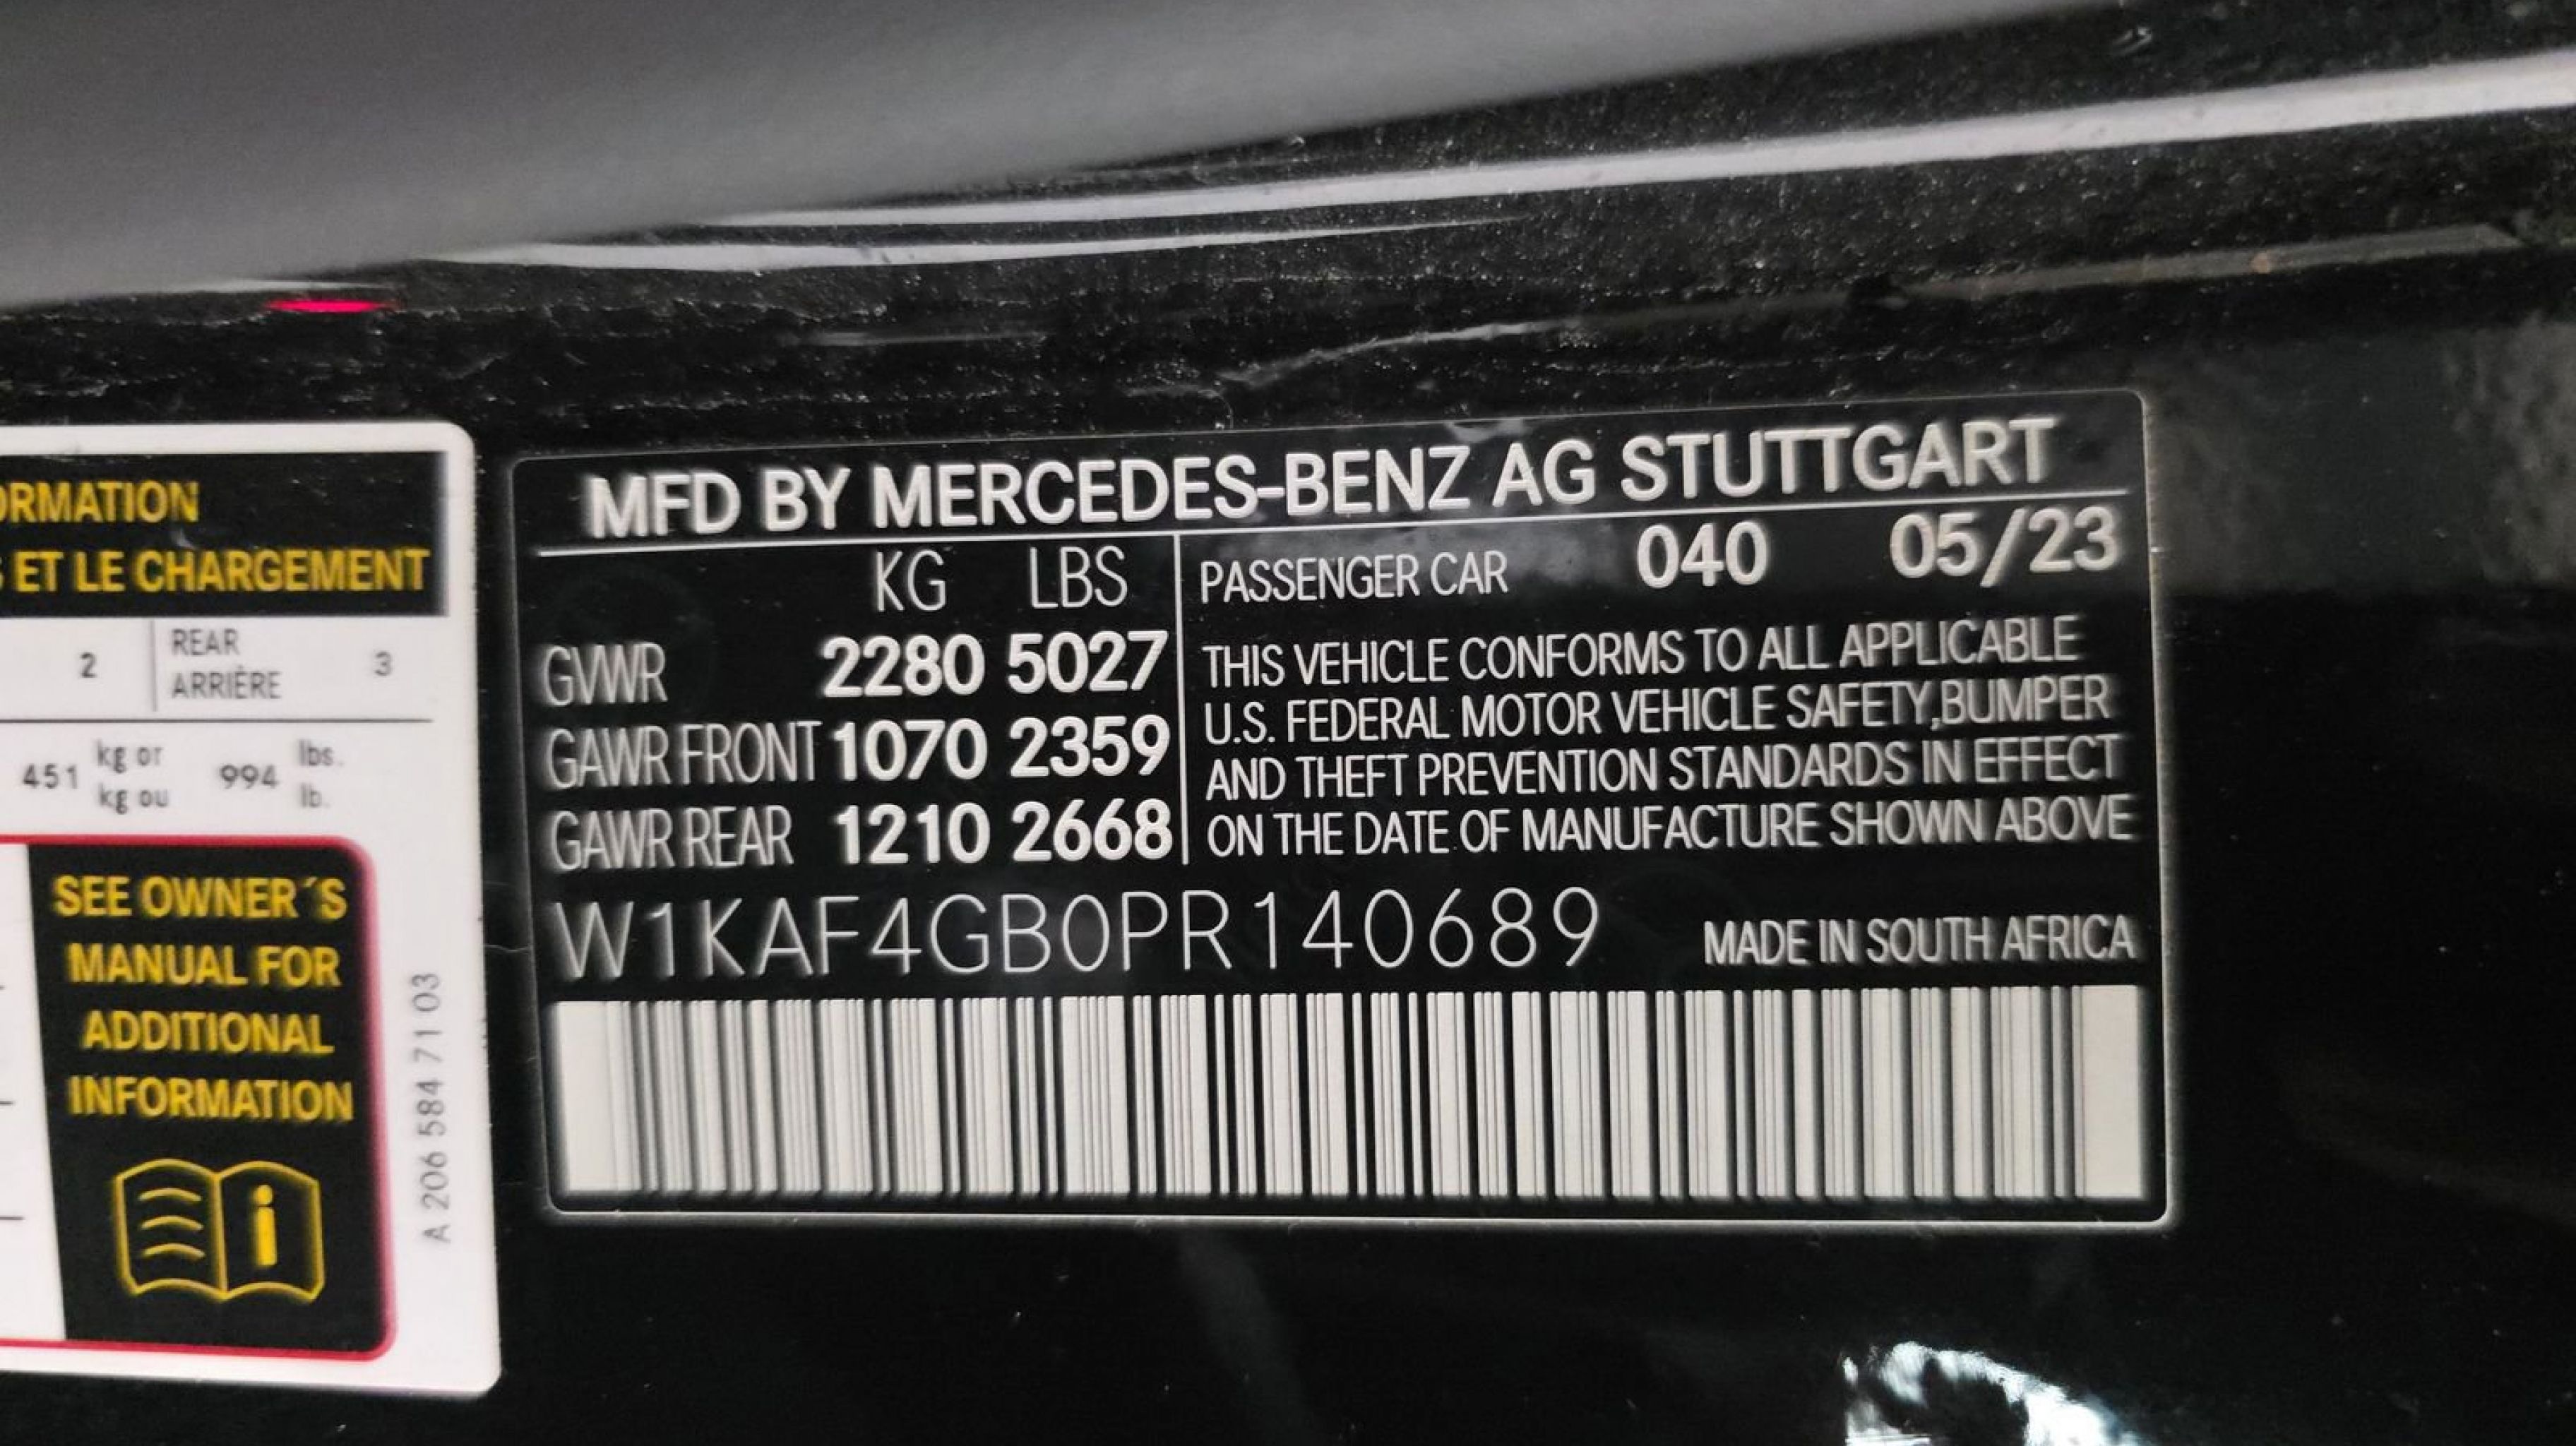 ORMATION
ET LE CHARGEMENT
2 REAR 3
ARRIÈRE
451 kg or 994 lbs.
kg ou lb.
SEE OWNER´S
MANUAL FOR
ADDITIONAL
INFORMATION
A 206 584 71 03
MFD BY MERCEDES-BENZ AG STUTTGART
KG LBS
GVWR 2280 5027
GAWR FRONT 1070 2359
GAWR REAR 1210 2668
PASSENGER CAR 040 05/23
THIS VEHICLE CONFORMS TO ALL APPLICABLE
U.S. FEDERAL MOTOR VEHICLE SAFETY,BUMPER
AND THEFT PREVENTION STANDARDS IN EFFECT
ON THE DATE OF MANUFACTURE SHOWN ABOVE
W1KAF4GB0PR140689 MADE IN SOUTH AFRICA